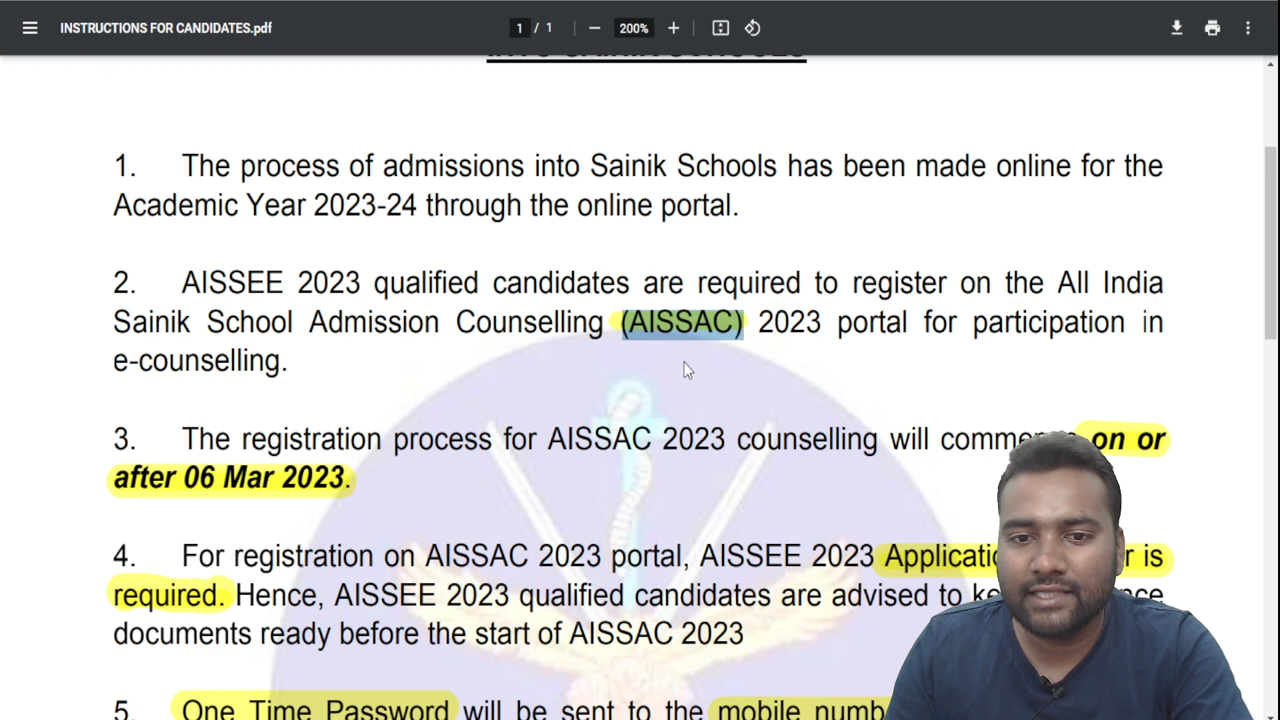 INSTRUCTIONS FOR CANDIDATES.pdf
1 / 1
200%
1. The process of admissions into Sainik Schools has been made online for the
Academic Year 2023-24 through the online portal.
2. AISSEE 2023 qualified candidates are required to register on the All India
Sainik School Admission Counselling (AISSAC) 2023 portal for participation in
e-counselling.
3. The registration process for AISSAC 2023 counselling will on or
after 06 Mar 2023.
4. For registration on AISSAC 2023 portal, AISSEE 2023 is
required. Hence, AISSEE 2023 qualified candidates are advised to
documents ready before the start of AISSAC 2023
5. One Time Password will be sent to the mobile